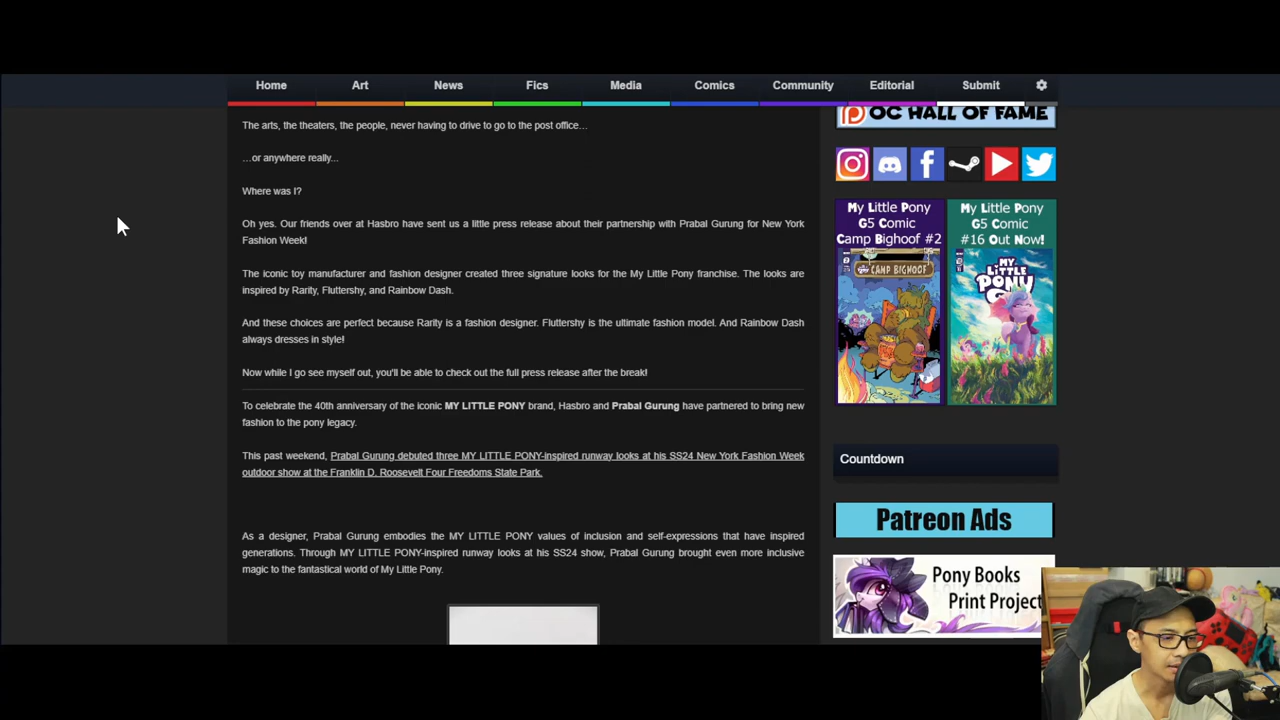 Home Art News Fics Media Comics Community Editorial Submit
The arts, the theaters, the people, never having to drive to go to the post office…
…or anywhere really...
Where was I?
Oh yes. Our friends over at Hasbro have sent us a little press release about their partnership with Prabal Gurung for New York
Fashion Week!
The iconic toy manufacturer and fashion designer created three signature looks for the My Little Pony franchise. The looks are
inspired by Rarity, Fluttershy, and Rainbow Dash.
And these choices are perfect because Rarity is a fashion designer. Fluttershy is the ultimate fashion model. And Rainbow Dash
always dresses in style!
Now while I go see myself out, you'll be able to check out the full press release after the break!
To celebrate the 40th anniversary of the iconic MY LITTLE PONY brand, Hasbro and Prabal Gurung have partnered to bring new
fashion to the pony legacy.
This past weekend, Prabal Gurung debuted three MY LITTLE PONY-inspired runway looks at his SS24 New York Fashion Week
outdoor show at the Franklin D. Roosevelt Four Freedoms State Park.
As a designer, Prabal Gurung embodies the MY LITTLE PONY values of inclusion and self-expressions that have inspired
generations. Through MY LITTLE PONY-inspired runway looks at his SS24 show, Prabal Gurung brought even more inclusive
magic to the fantastical world of My Little Pony.
OC HALL OF FAME
My Little Pony
G5 Comic
Camp Bighoof #2
CAMP BIGHOOF
My Little Pony
G5 Comic
#16 Out Now!
MY
LITTLE
PONY
Countdown
Patreon Ads
Pony Books
Print Project